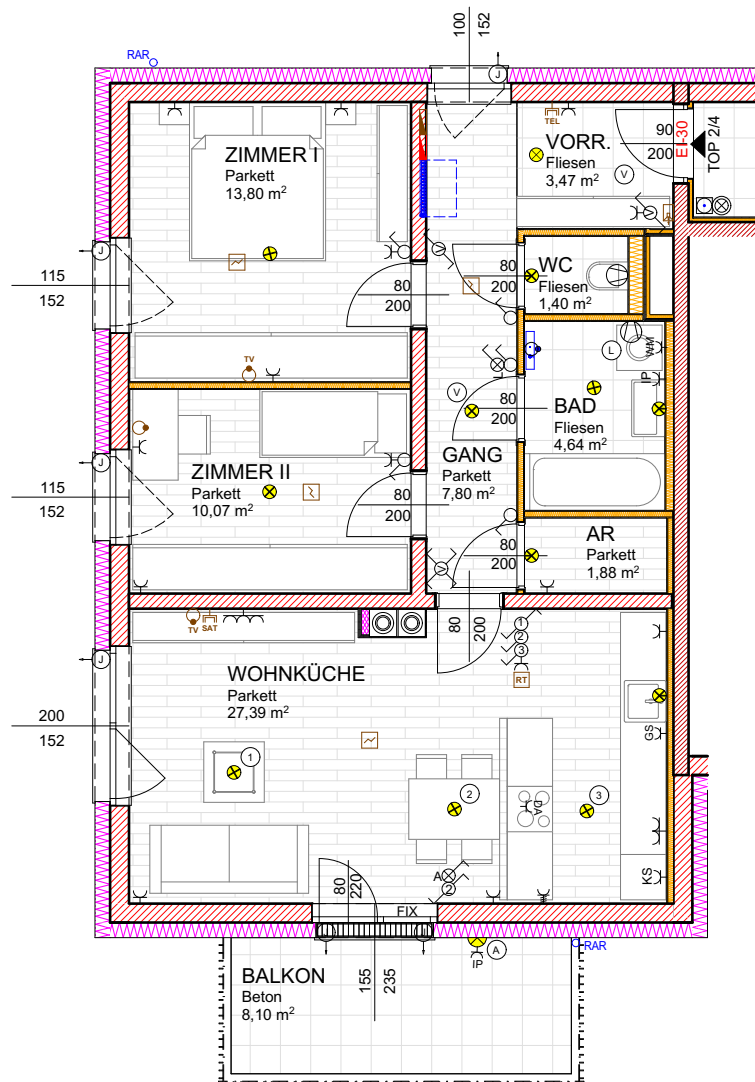 100
152
RAR
TEL
VORR.
Fliesen
3,47 m²
V
90
200
EI-30
TOP 2/4
J
ZIMMER I
Parkett
13,80 m²
J
115
152
80
200
V
80
200
WC
Fliesen
1,40 m²
TV
L
WM
IP
V
80
200
BAD
Fliesen
4,64 m²
GANG
Parkett
7,80 m²
J
115
152
ZIMMER II
Parkett
10,07 m²
80
200
V
80
200
AR
Parkett
1,88 m²
TV
SAT
80
200
1
2
3
RT
J
200
152
WOHNKÜCHE
Parkett
27,39 m²
1
2
3
GS
DA
KS
80
220
A
2
FIX
J
J
IP
A
RAR
BALKON
Beton
8,10 m²
155
235